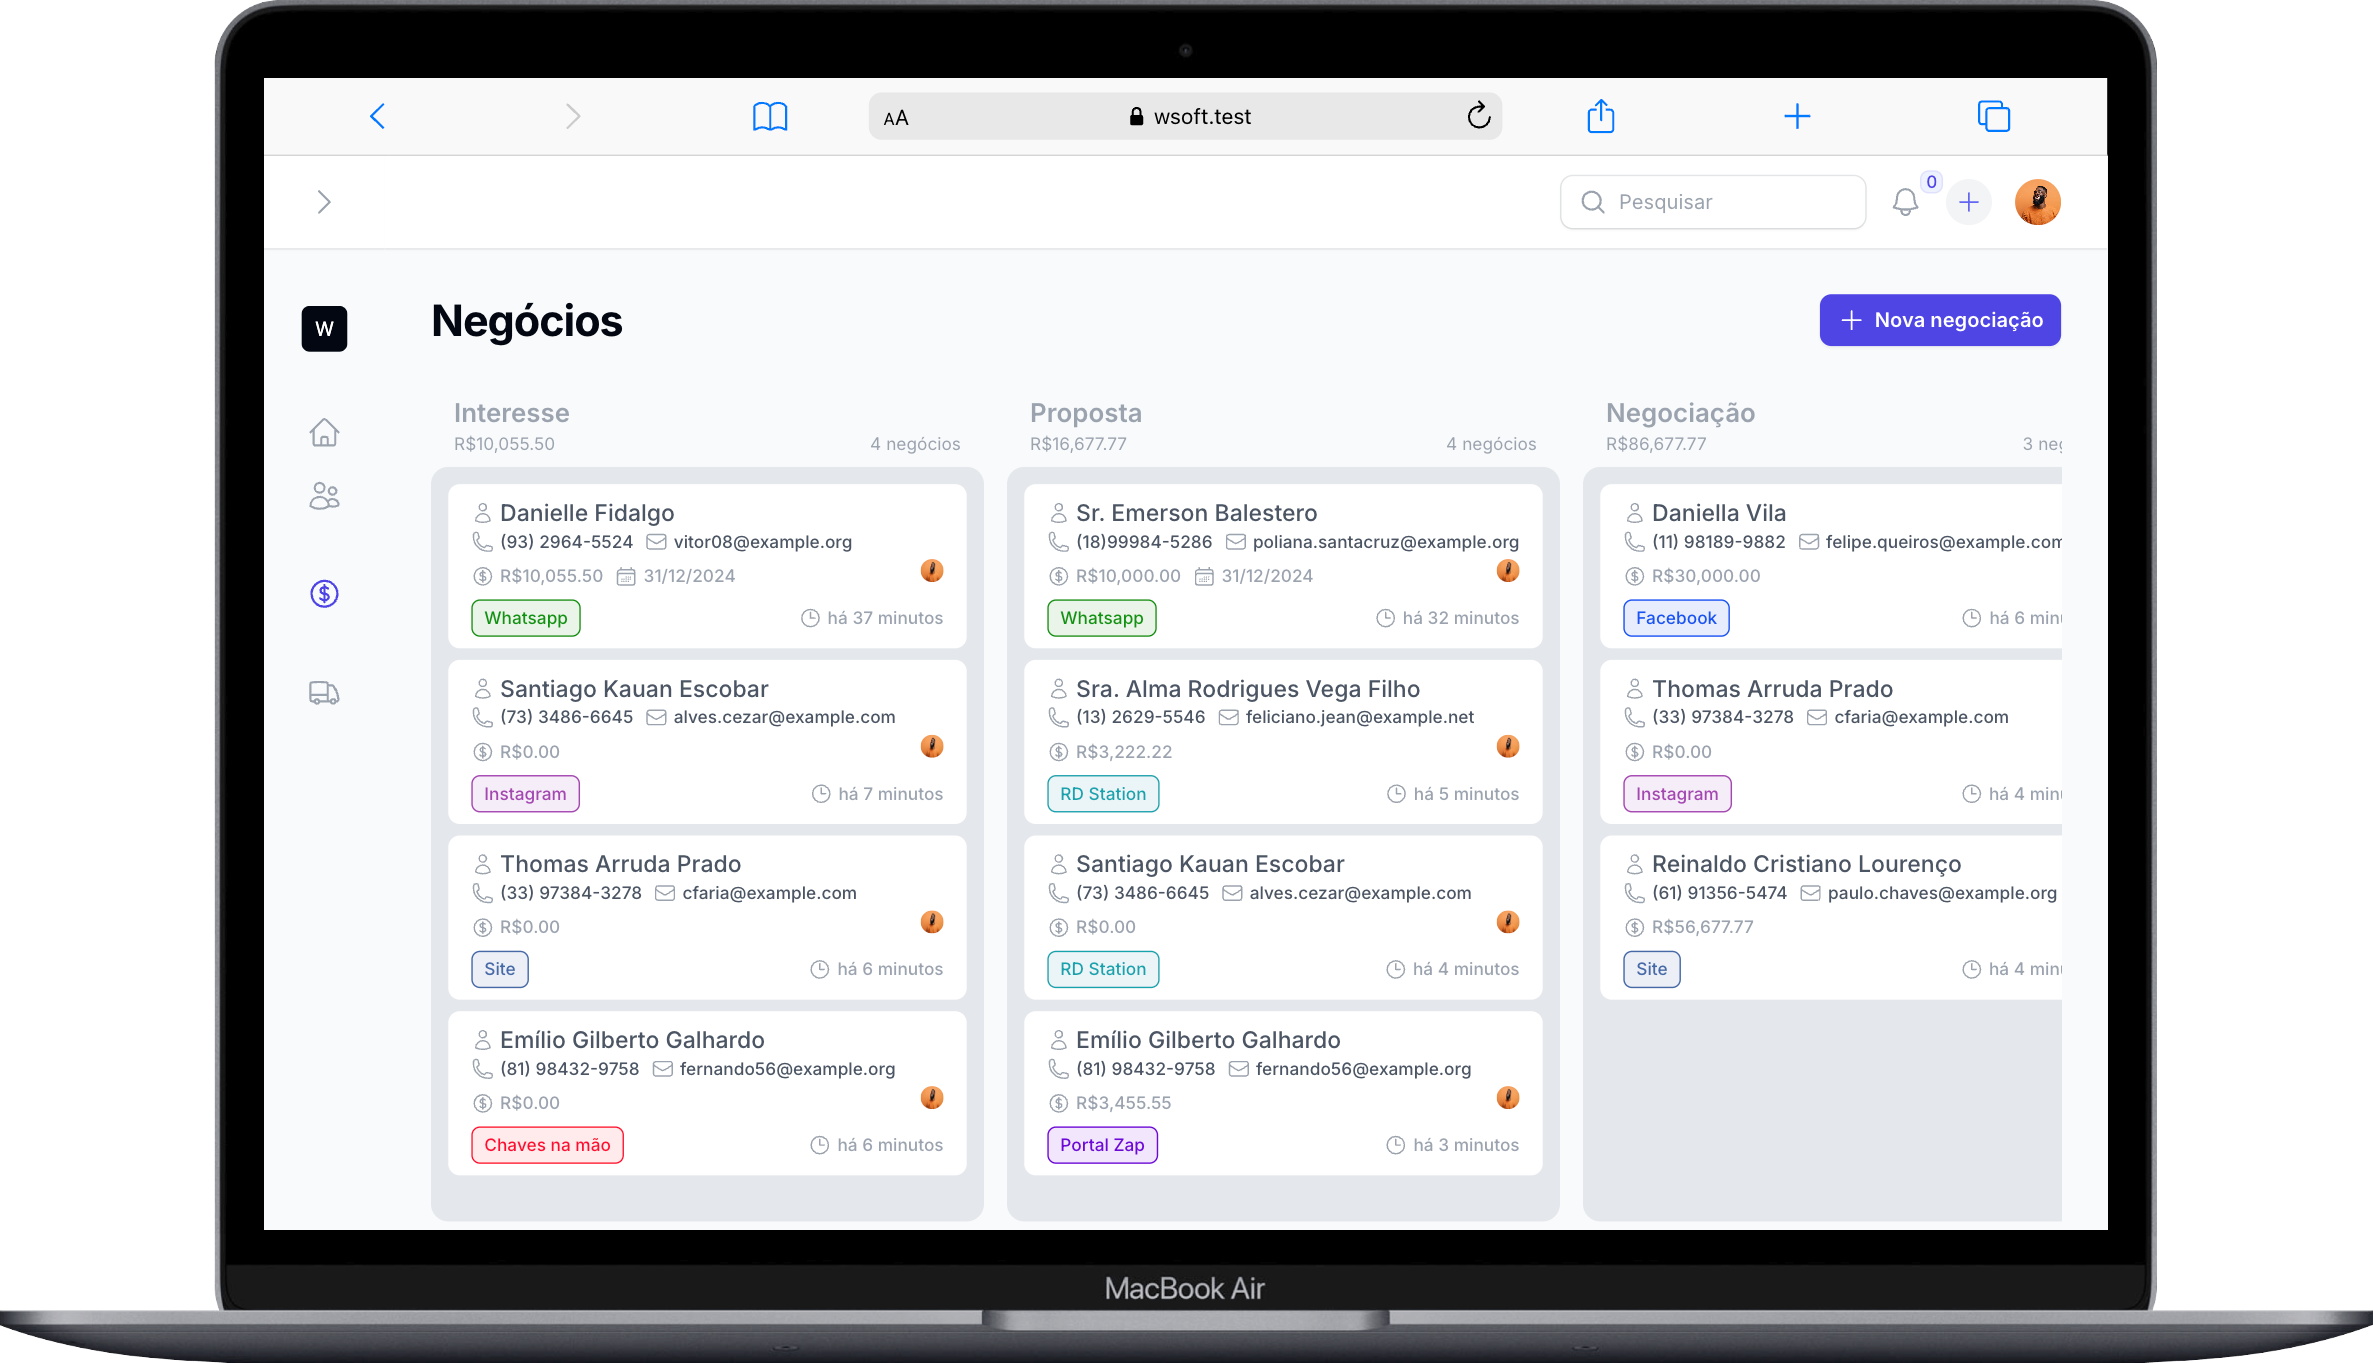 AA
wsoft.test
Pesquisar
0
W
Negócios
Nova negociação
Interesse
R$10,055.50
4 negócios
Danielle Fidalgo
(93) 2964-5524 vitor08@example.org
R$10,055.50 31/12/2024
Whatsapp
há 37 minutos
Santiago Kauan Escobar
(73) 3486-6645 alves.cezar@example.com
R$0.00
Instagram
há 7 minutos
Thomas Arruda Prado
(33) 97384-3278 cfaria@example.com
R$0.00
Site
há 6 minutos
Emílio Gilberto Galhardo
(81) 98432-9758 fernando56@example.org
R$0.00
Chaves na mão
há 6 minutos
Proposta
R$16,677.77
4 negócios
Sr. Emerson Balestero
(18)99984-5286 poliana.santacruz@example.org
R$10,000.00 31/12/2024
Whatsapp
há 32 minutos
Sra. Alma Rodrigues Vega Filho
(13) 2629-5546 feliciano.jean@example.net
R$3,222.22
RD Station
há 5 minutos
Santiago Kauan Escobar
(73) 3486-6645 alves.cezar@example.com
R$0.00
RD Station
há 4 minutos
Emílio Gilberto Galhardo
(81) 98432-9758 fernando56@example.org
R$3,455.55
Portal Zap
há 3 minutos
Negociação
R$86,677.77
3
Daniella Vila
(11) 98189-9882 felipe.queiros@example.com
R$30,000.00
Facebook
há 6
Thomas Arruda Prado
(33) 97384-3278 cfaria@example.com
R$0.00
Instagram
há 4
Reinaldo Cristiano Lourenço
(61) 91356-5474 paulo.chaves@example.org
R$56,677.77
Site
há 4
MacBook Air